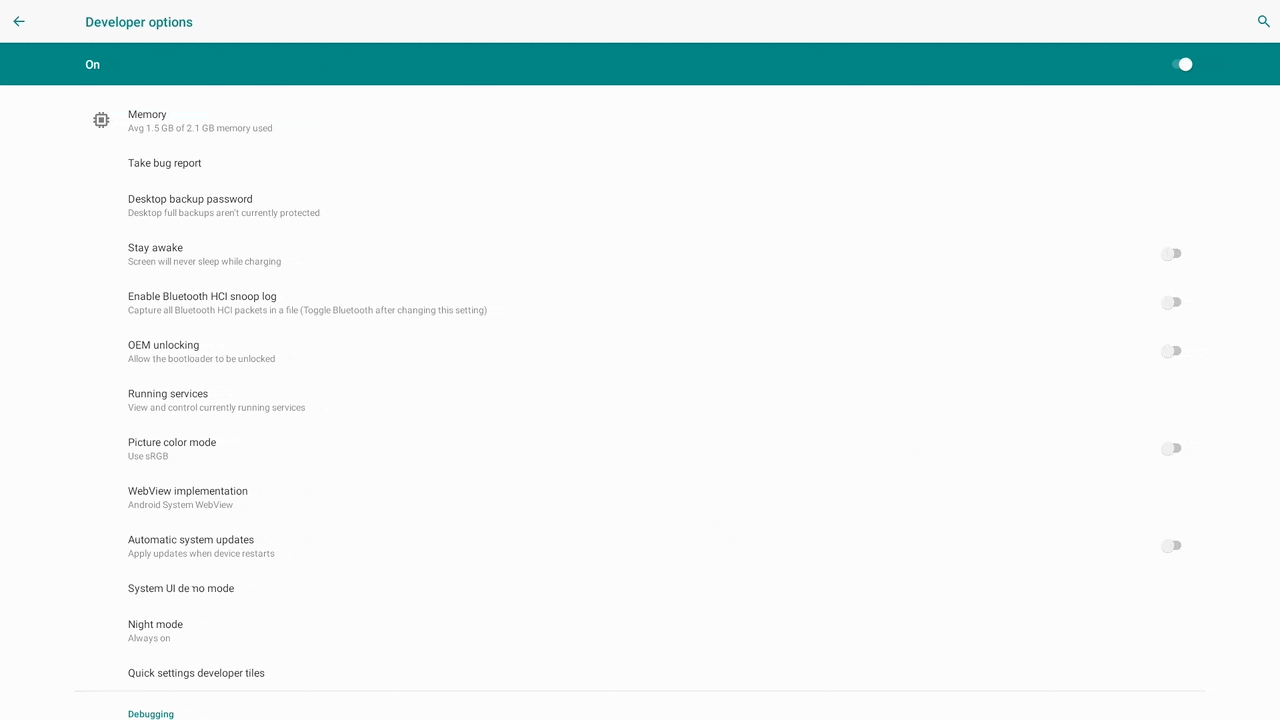 Developer options
On
Memory
Avg 1.5 GB of 2.1 GB memory used
Take bug report
Desktop backup password
Desktop full backups aren't currently protected
Stay awake
Screen will never sleep while charging
Enable Bluetooth HCI snoop log
Capture all Bluetooth HCI packets in a file (Toggle Bluetooth after changing this setting)
OEM unlocking
Allow the bootloader to be unlocked
Running services
View and control currently running services
Picture color mode
Use sRGB
WebView implementation
Android System WebView
Automatic system updates
Apply updates when device restarts
System UI demo mode
Night mode
Always on
Quick settings developer tiles
Debugging